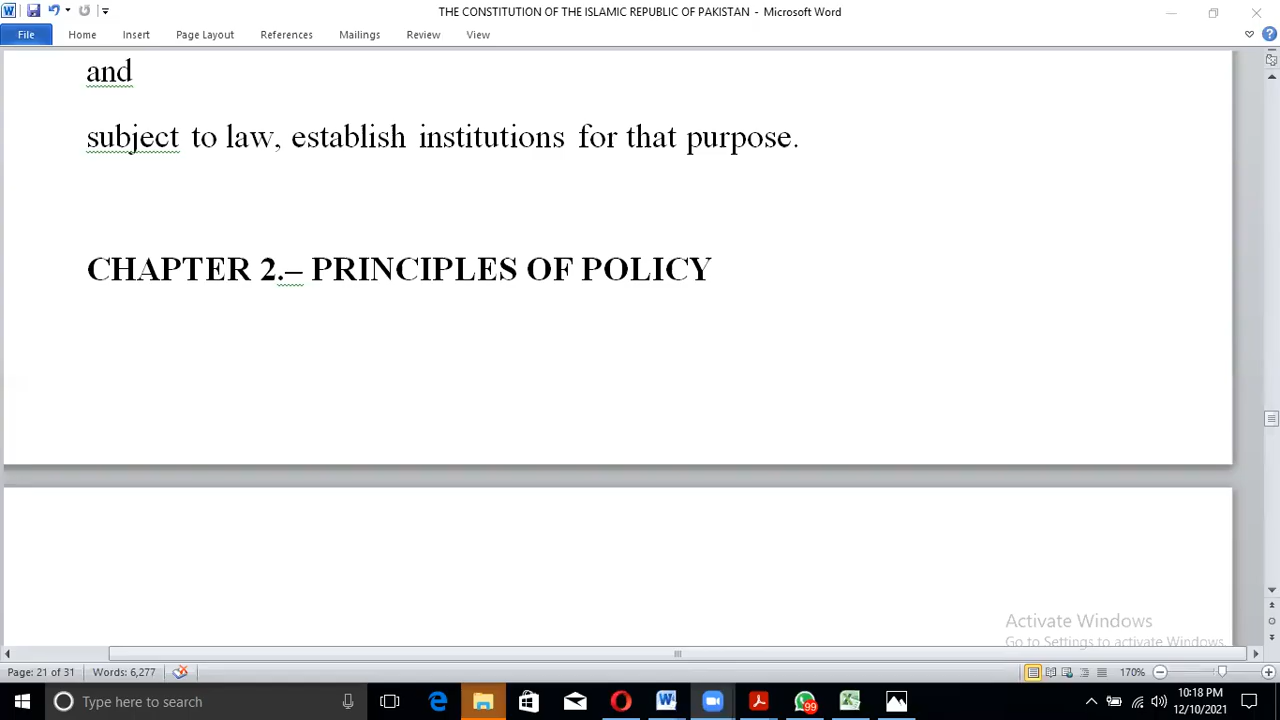 THE CONSTITUTION OF THE ISLAMIC REPUBLIC OF PAKISTAN - Microsoft Word
File Home Insert Page Layout References Mailings Review View
and
subject to law, establish institutions for that purpose.
CHAPTER 2.– PRINCIPLES OF POLICY
Activate Windows
Go to Settings to activate Windows.
Page: 21 of 31 Words: 6,277 170%
Type here to search
99
10:18 PM
12/10/2021